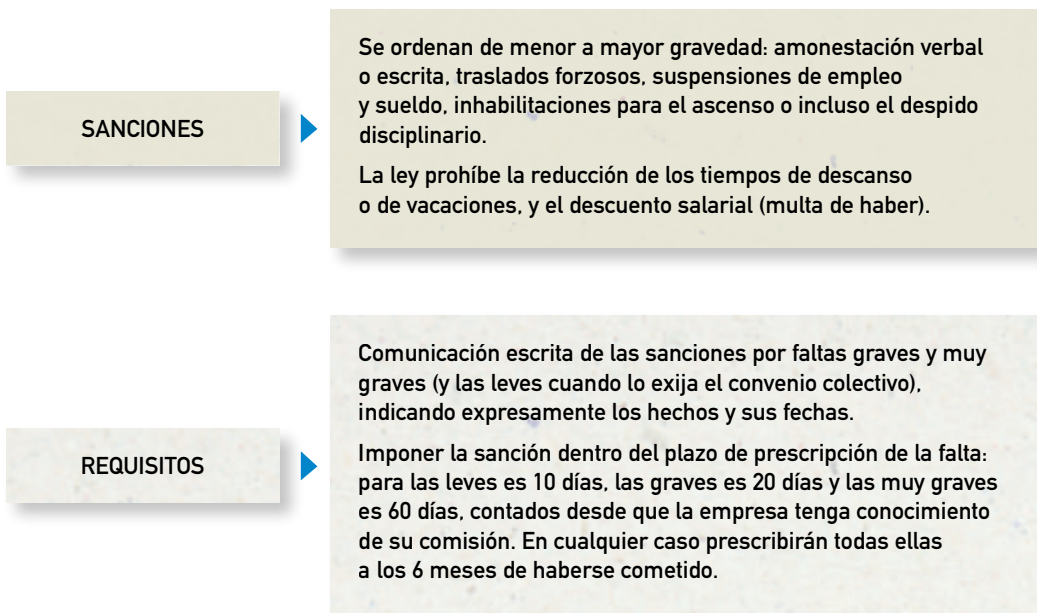 SANCIONES
Se ordenan de menor a mayor gravedad: amonestación verbal
o escrita, traslados forzosos, suspensiones de empleo
y sueldo, inhabilitaciones para el ascenso o incluso el despido
disciplinario.
La ley prohíbe la reducción de los tiempos de descanso
o de vacaciones, y el descuento salarial (multa de haber).
REQUISITOS
Comunicación escrita de las sanciones por faltas graves y muy
graves (y las leves cuando lo exija el convenio colectivo),
indicando expresamente los hechos y sus fechas.
Imponer la sanción dentro del plazo de prescripción de la falta:
para las leves es 10 días, las graves es 20 días y las muy graves
es 60 días, contados desde que la empresa tenga conocimiento
de su comisión. En cualquier caso prescribirán todas ellas
a los 6 meses de haberse cometido.